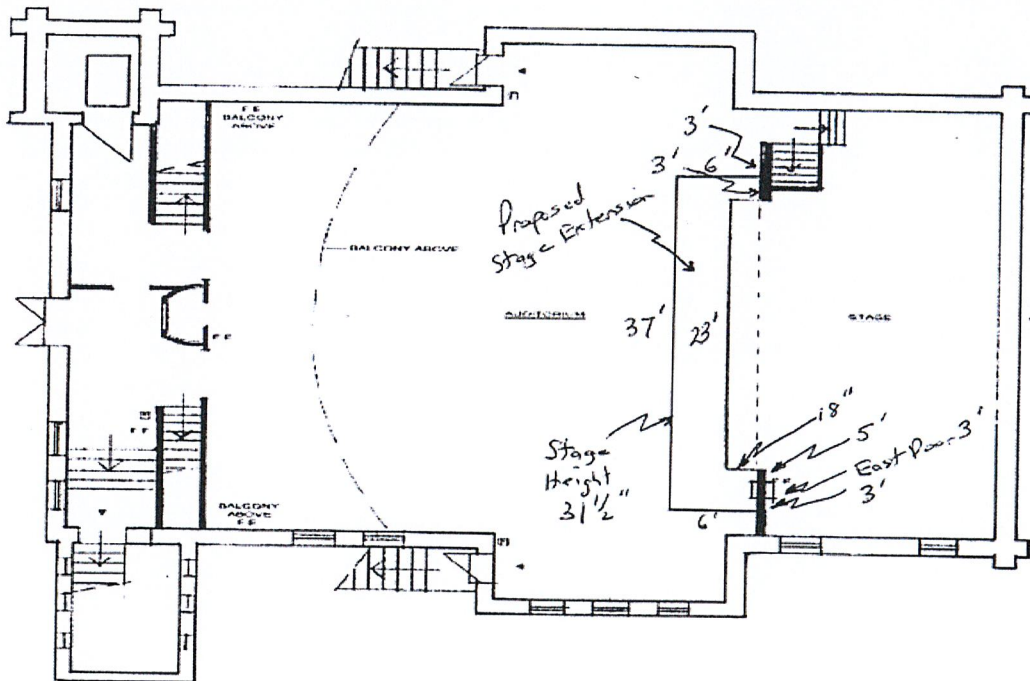 F E
BALCONY
ABOVE
3'
3'
6"
Proposed
Stage Extension
BALCONY ABOVE
AUDITORIUM
37'
23'
STAGE
F F
F F
18"
5'
East Door 3'
3'
Stage
Height
31 1/2"
6'
BALCONY
ABOVE
F F